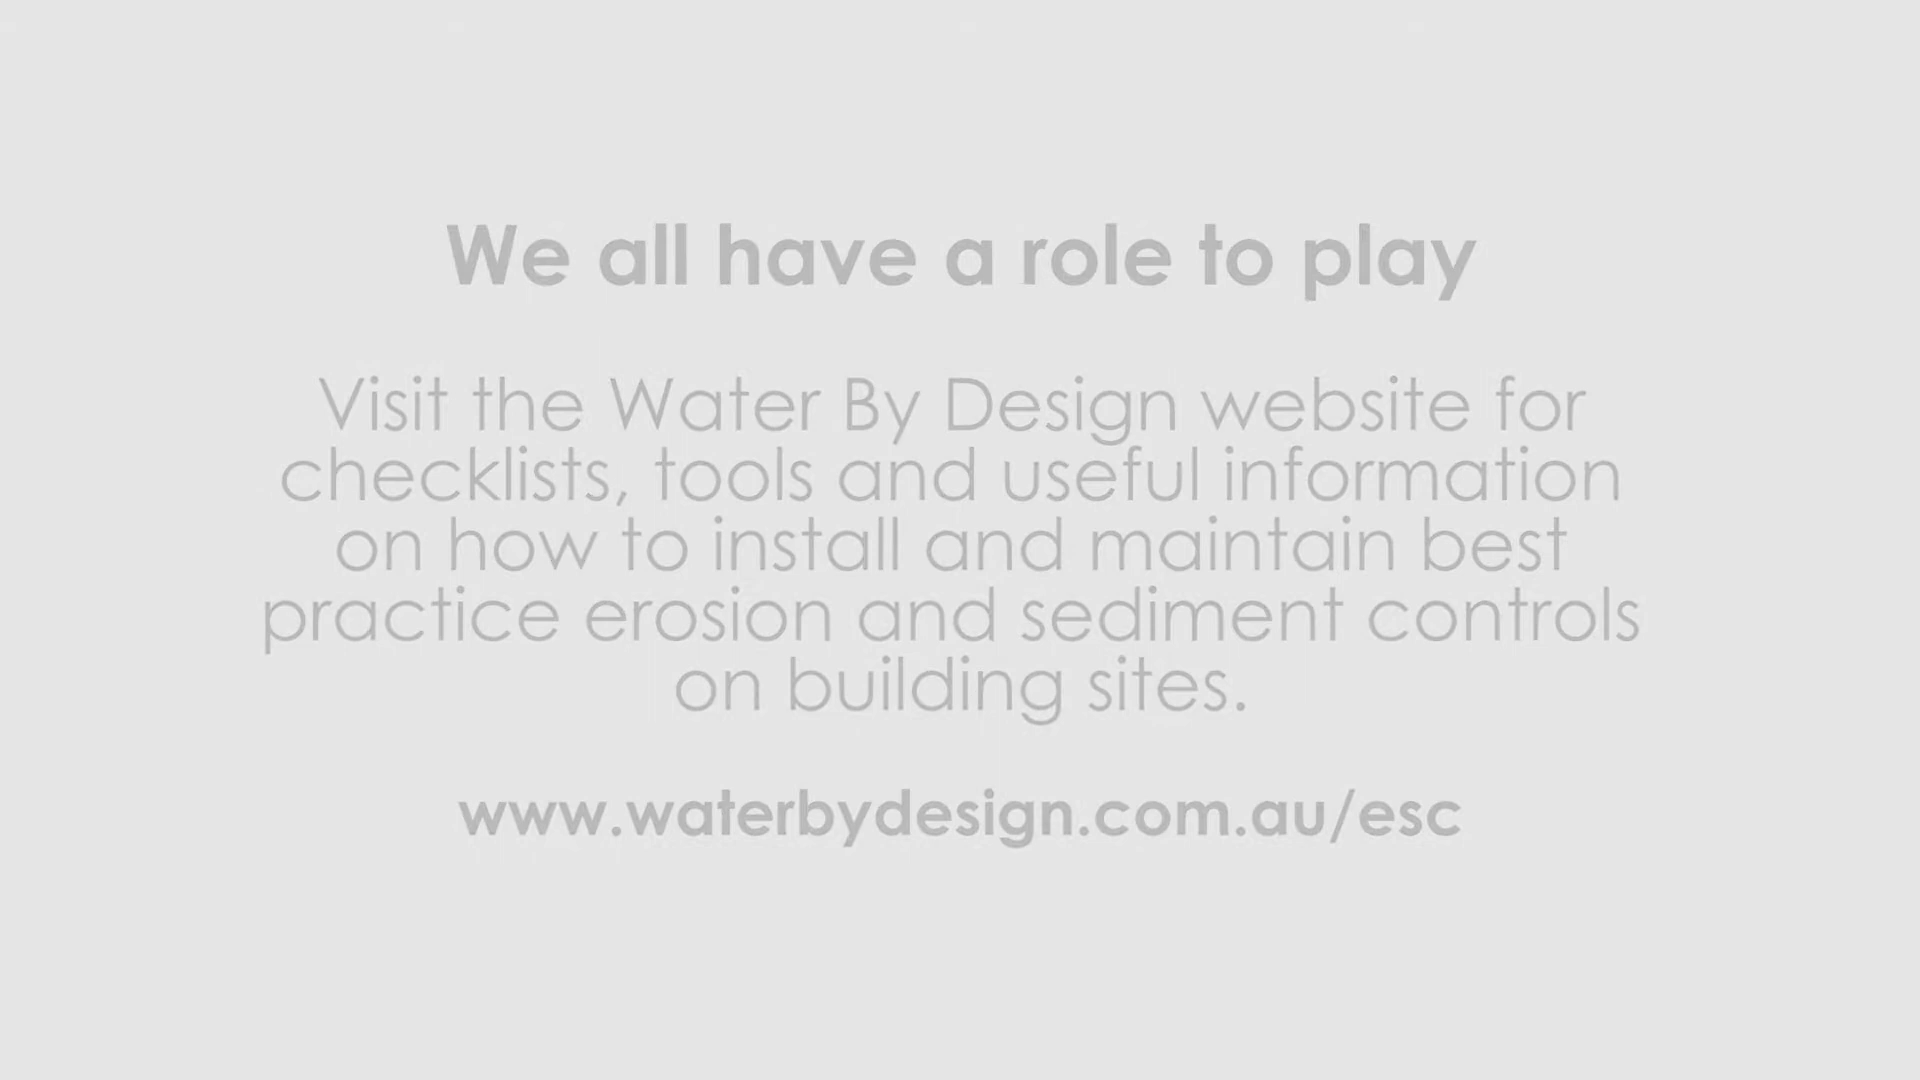 We all have a role to play
Visit the Water By Design website for
checklists, tools and useful information
on how to install and maintain best
practice erosion and sediment controls
on building sites.
www.waterbydesign.com.au/esc